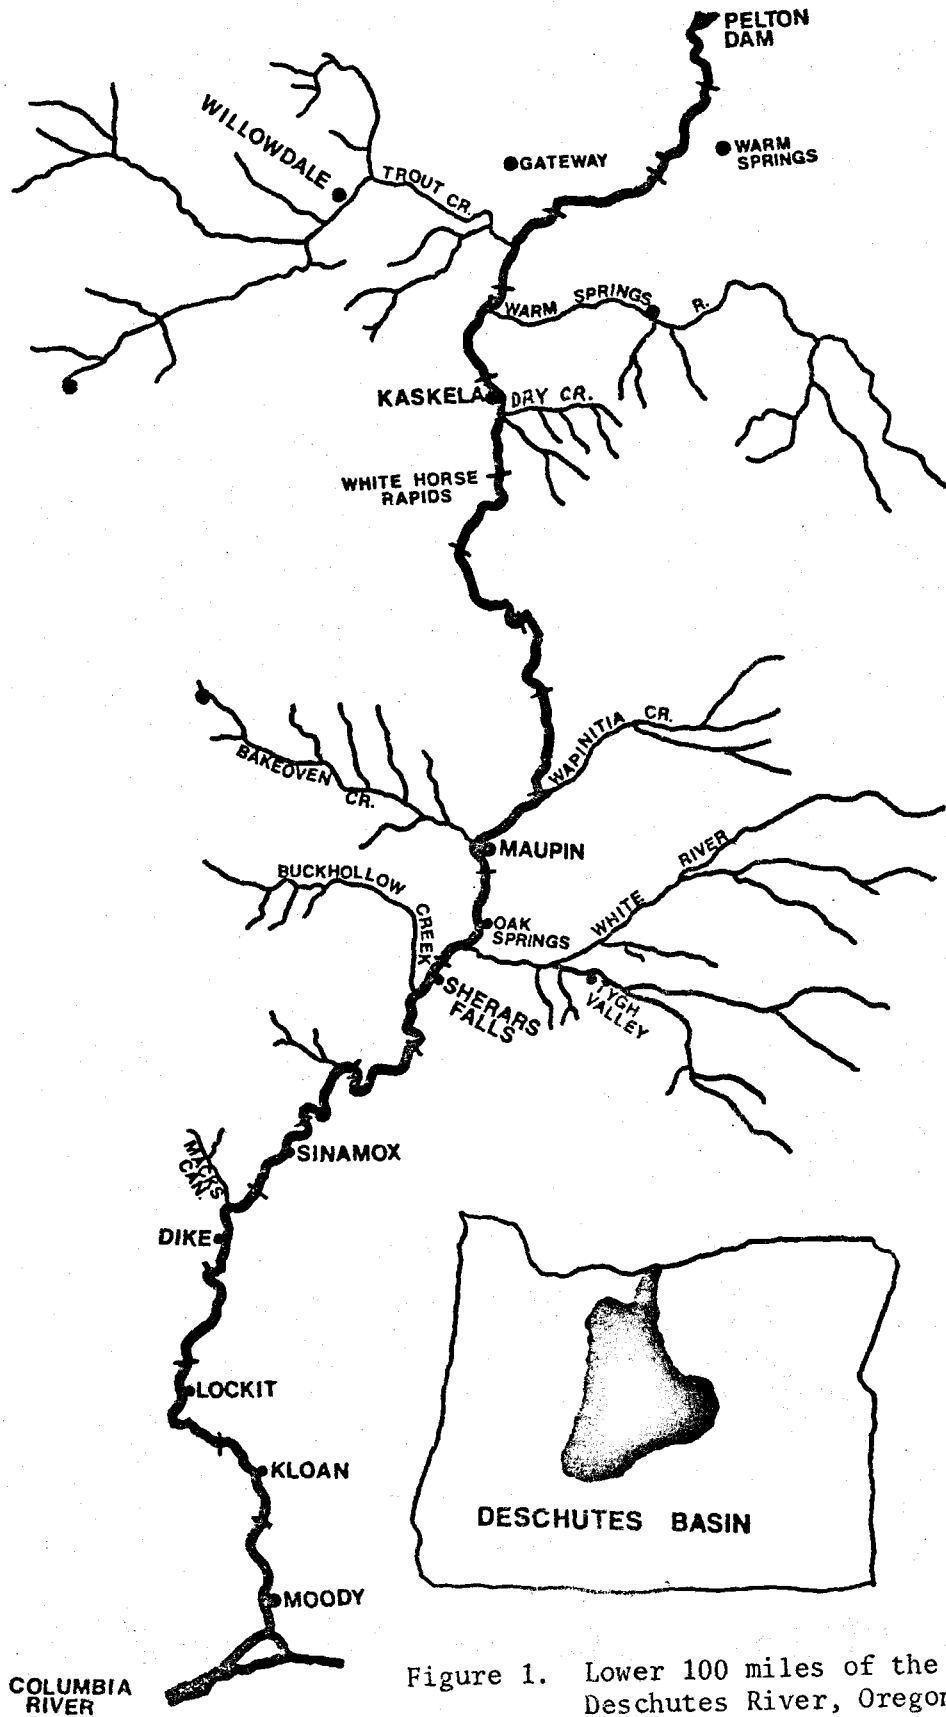 PELTON
DAM
WILLOWDALE
GATEWAY
WARM
SPRINGS
TROUT CR.
WARM SPRINGS R.
KASKELA
DRY CR.
WHITE HORSE
RAPIDS
WAPINITIA CR.
BAKEOVEN
CR.
MAUPIN
BUCKHOLLOW
CREEK
WHITE RIVER
OAK
SPRINGS
SHERARS
FALLS
TYGH
VALLEY
SINAMOX
MACKS
CAN.
DIKE
LOCKIT
KLOAN
DESCHUTES BASIN
MOODY
COLUMBIA
RIVER
Figure 1. Lower 100 miles of the
Deschutes River, Oregon